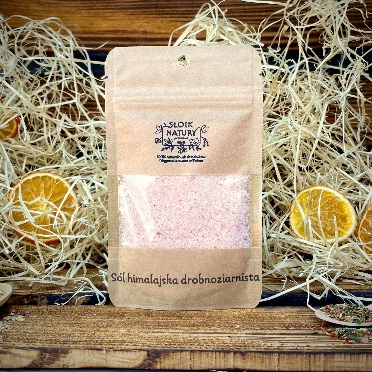 SŁOIK
NATURY
Sól himalajska drobnoziarnista